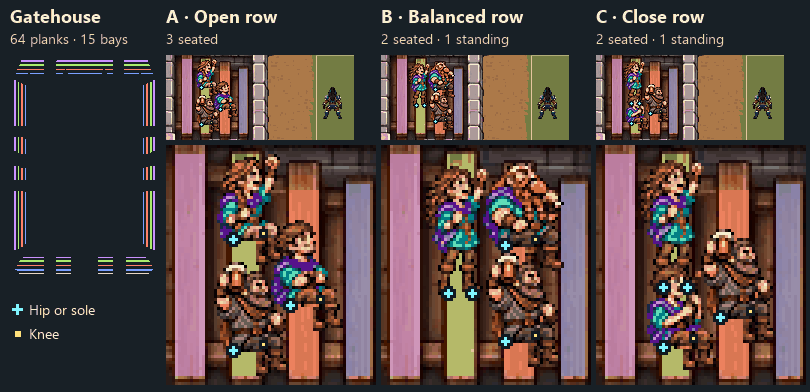 Gatehouse
64 planks · 15 bays
Hip or sole
Knee
A · Open row
3 seated
B · Balanced row
2 seated · 1 standing
C · Close row
2 seated · 1 standing